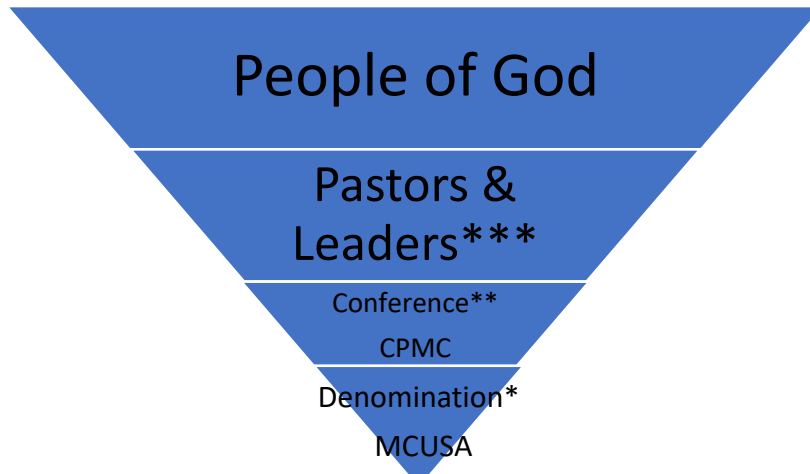 People of God
Pastors &
Leaders***
Conference**
CPMC
Denomination*
MCUSA